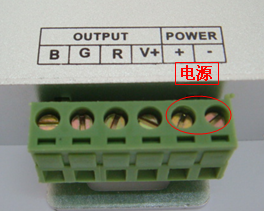 OUTPUT POWER
B G R V+ + -
电源